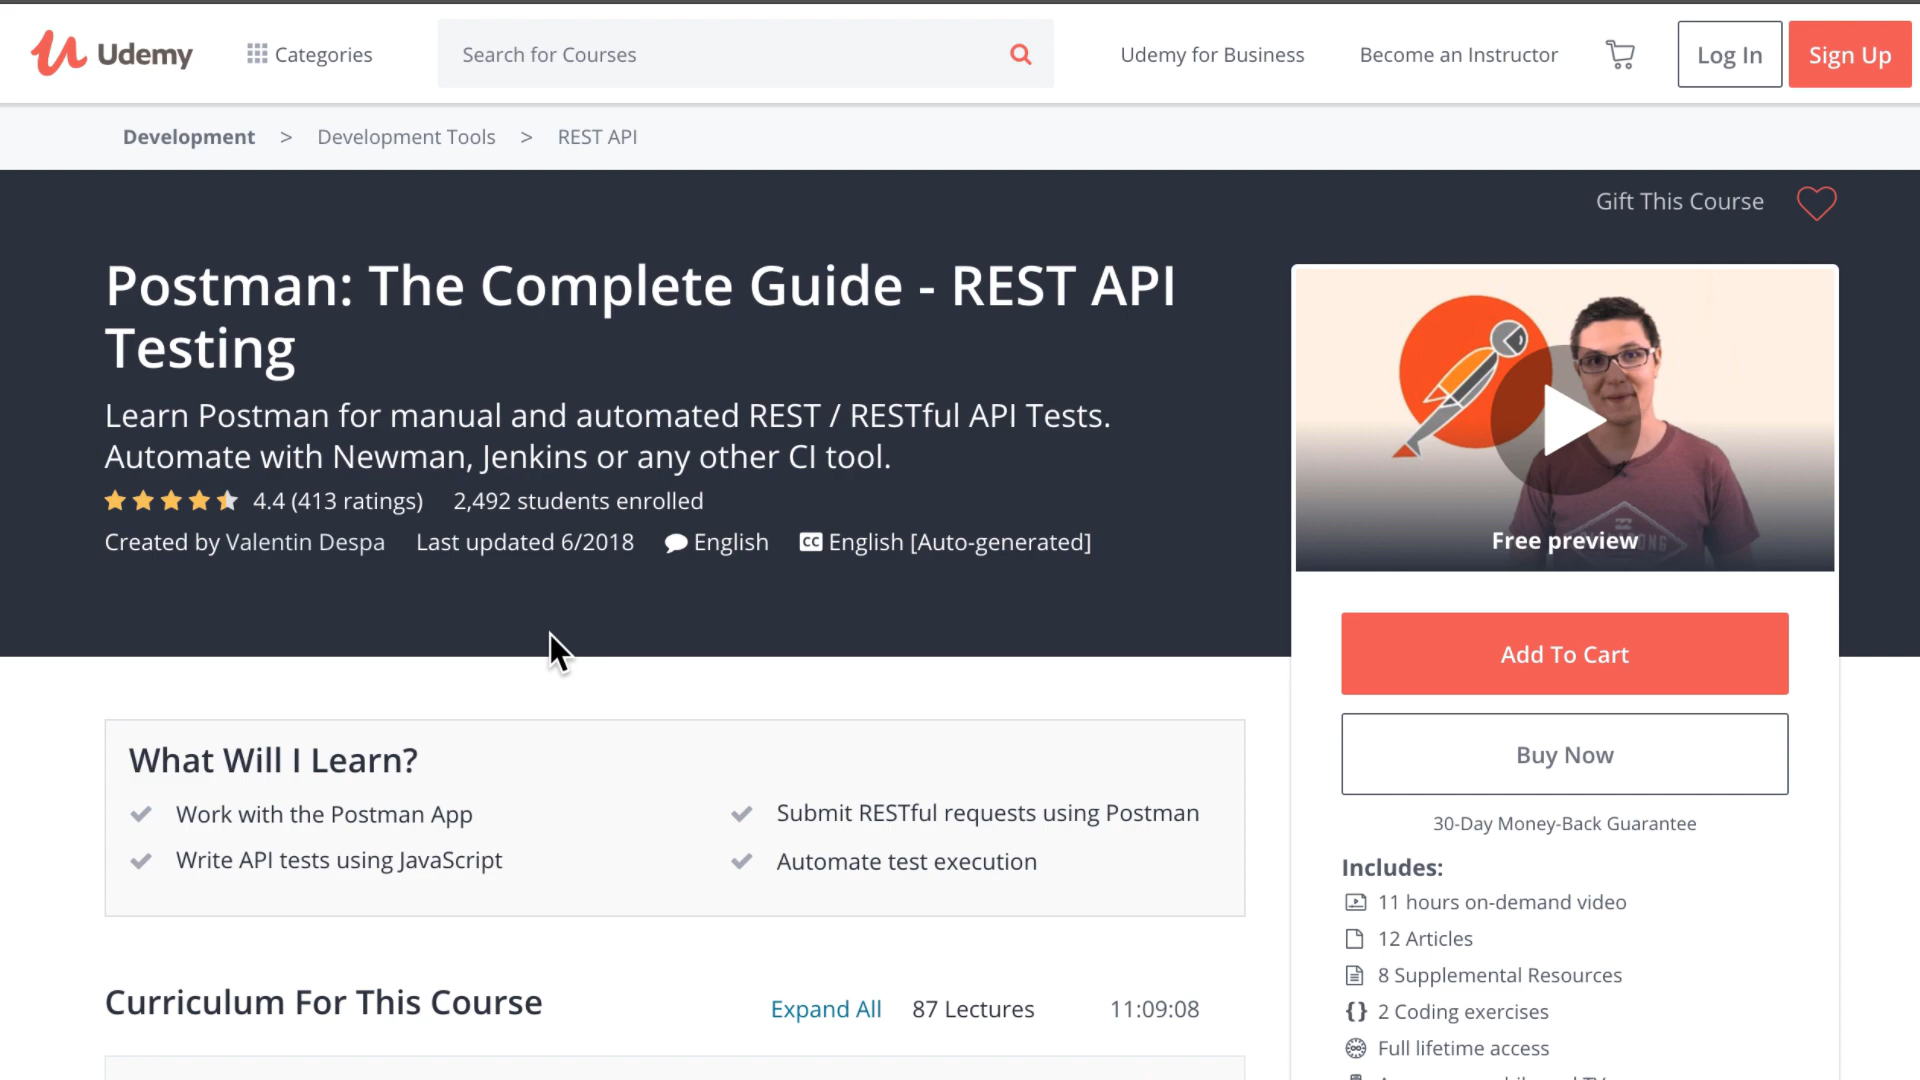 Udemy
Categories
Search for Courses
Udemy for Business
Become an Instructor
Log In
Sign Up
Development > Development Tools > REST API
Gift This Course
Postman: The Complete Guide - REST API
Testing
Learn Postman for manual and automated REST / RESTful API Tests.
Automate with Newman, Jenkins or any other CI tool.
4.4 (413 ratings) 2,492 students enrolled
Created by Valentin Despa Last updated 6/2018 English CC English [Auto-generated]
Free preview
Add To Cart
Buy Now
30-Day Money-Back Guarantee
Includes:
11 hours on-demand video
12 Articles
8 Supplemental Resources
{} 2 Coding exercises
Full lifetime access
What Will I Learn?
Work with the Postman App
Submit RESTful requests using Postman
Write API tests using JavaScript
Automate test execution
Curriculum For This Course
Expand All
87 Lectures
11:09:08